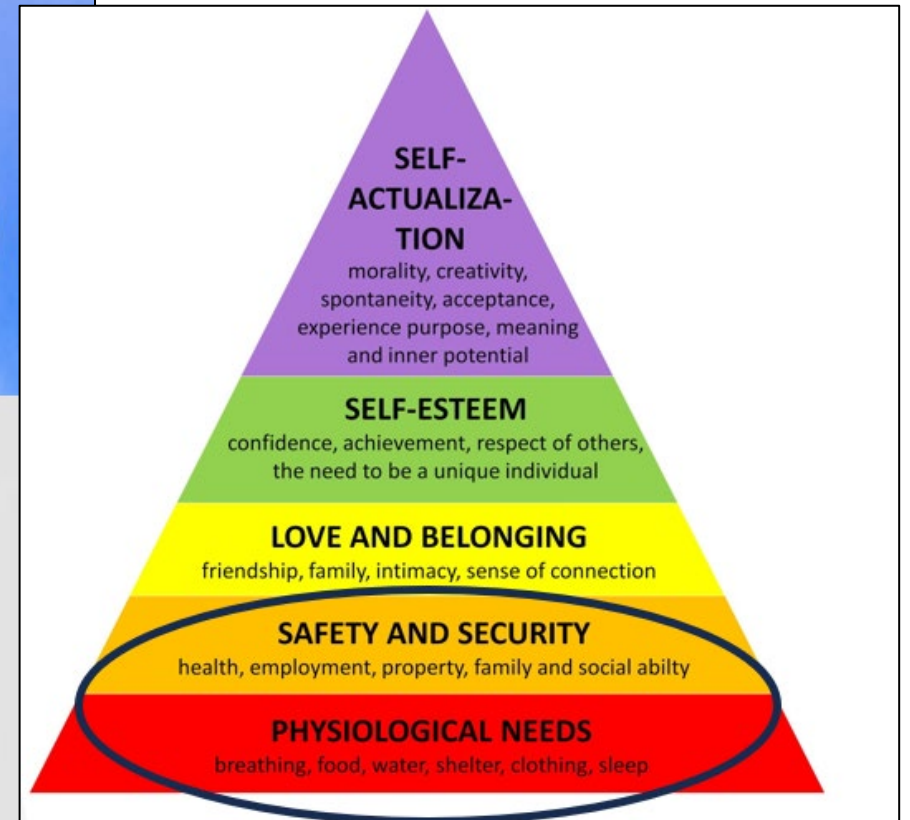 SELF-
ACTUALIZA-
TION
morality, creativity,
spontaneity, acceptance,
experience purpose, meaning
and inner potential
SELF-ESTEEM
confidence, achievement, respect of others,
the need to be a unique individual
LOVE AND BELONGING
friendship, family, intimacy, sense of connection
SAFETY AND SECURITY
health, employment, property, family and social abilty
PHYSIOLOGICAL NEEDS
breathing, food, water, shelter, clothing, sleep